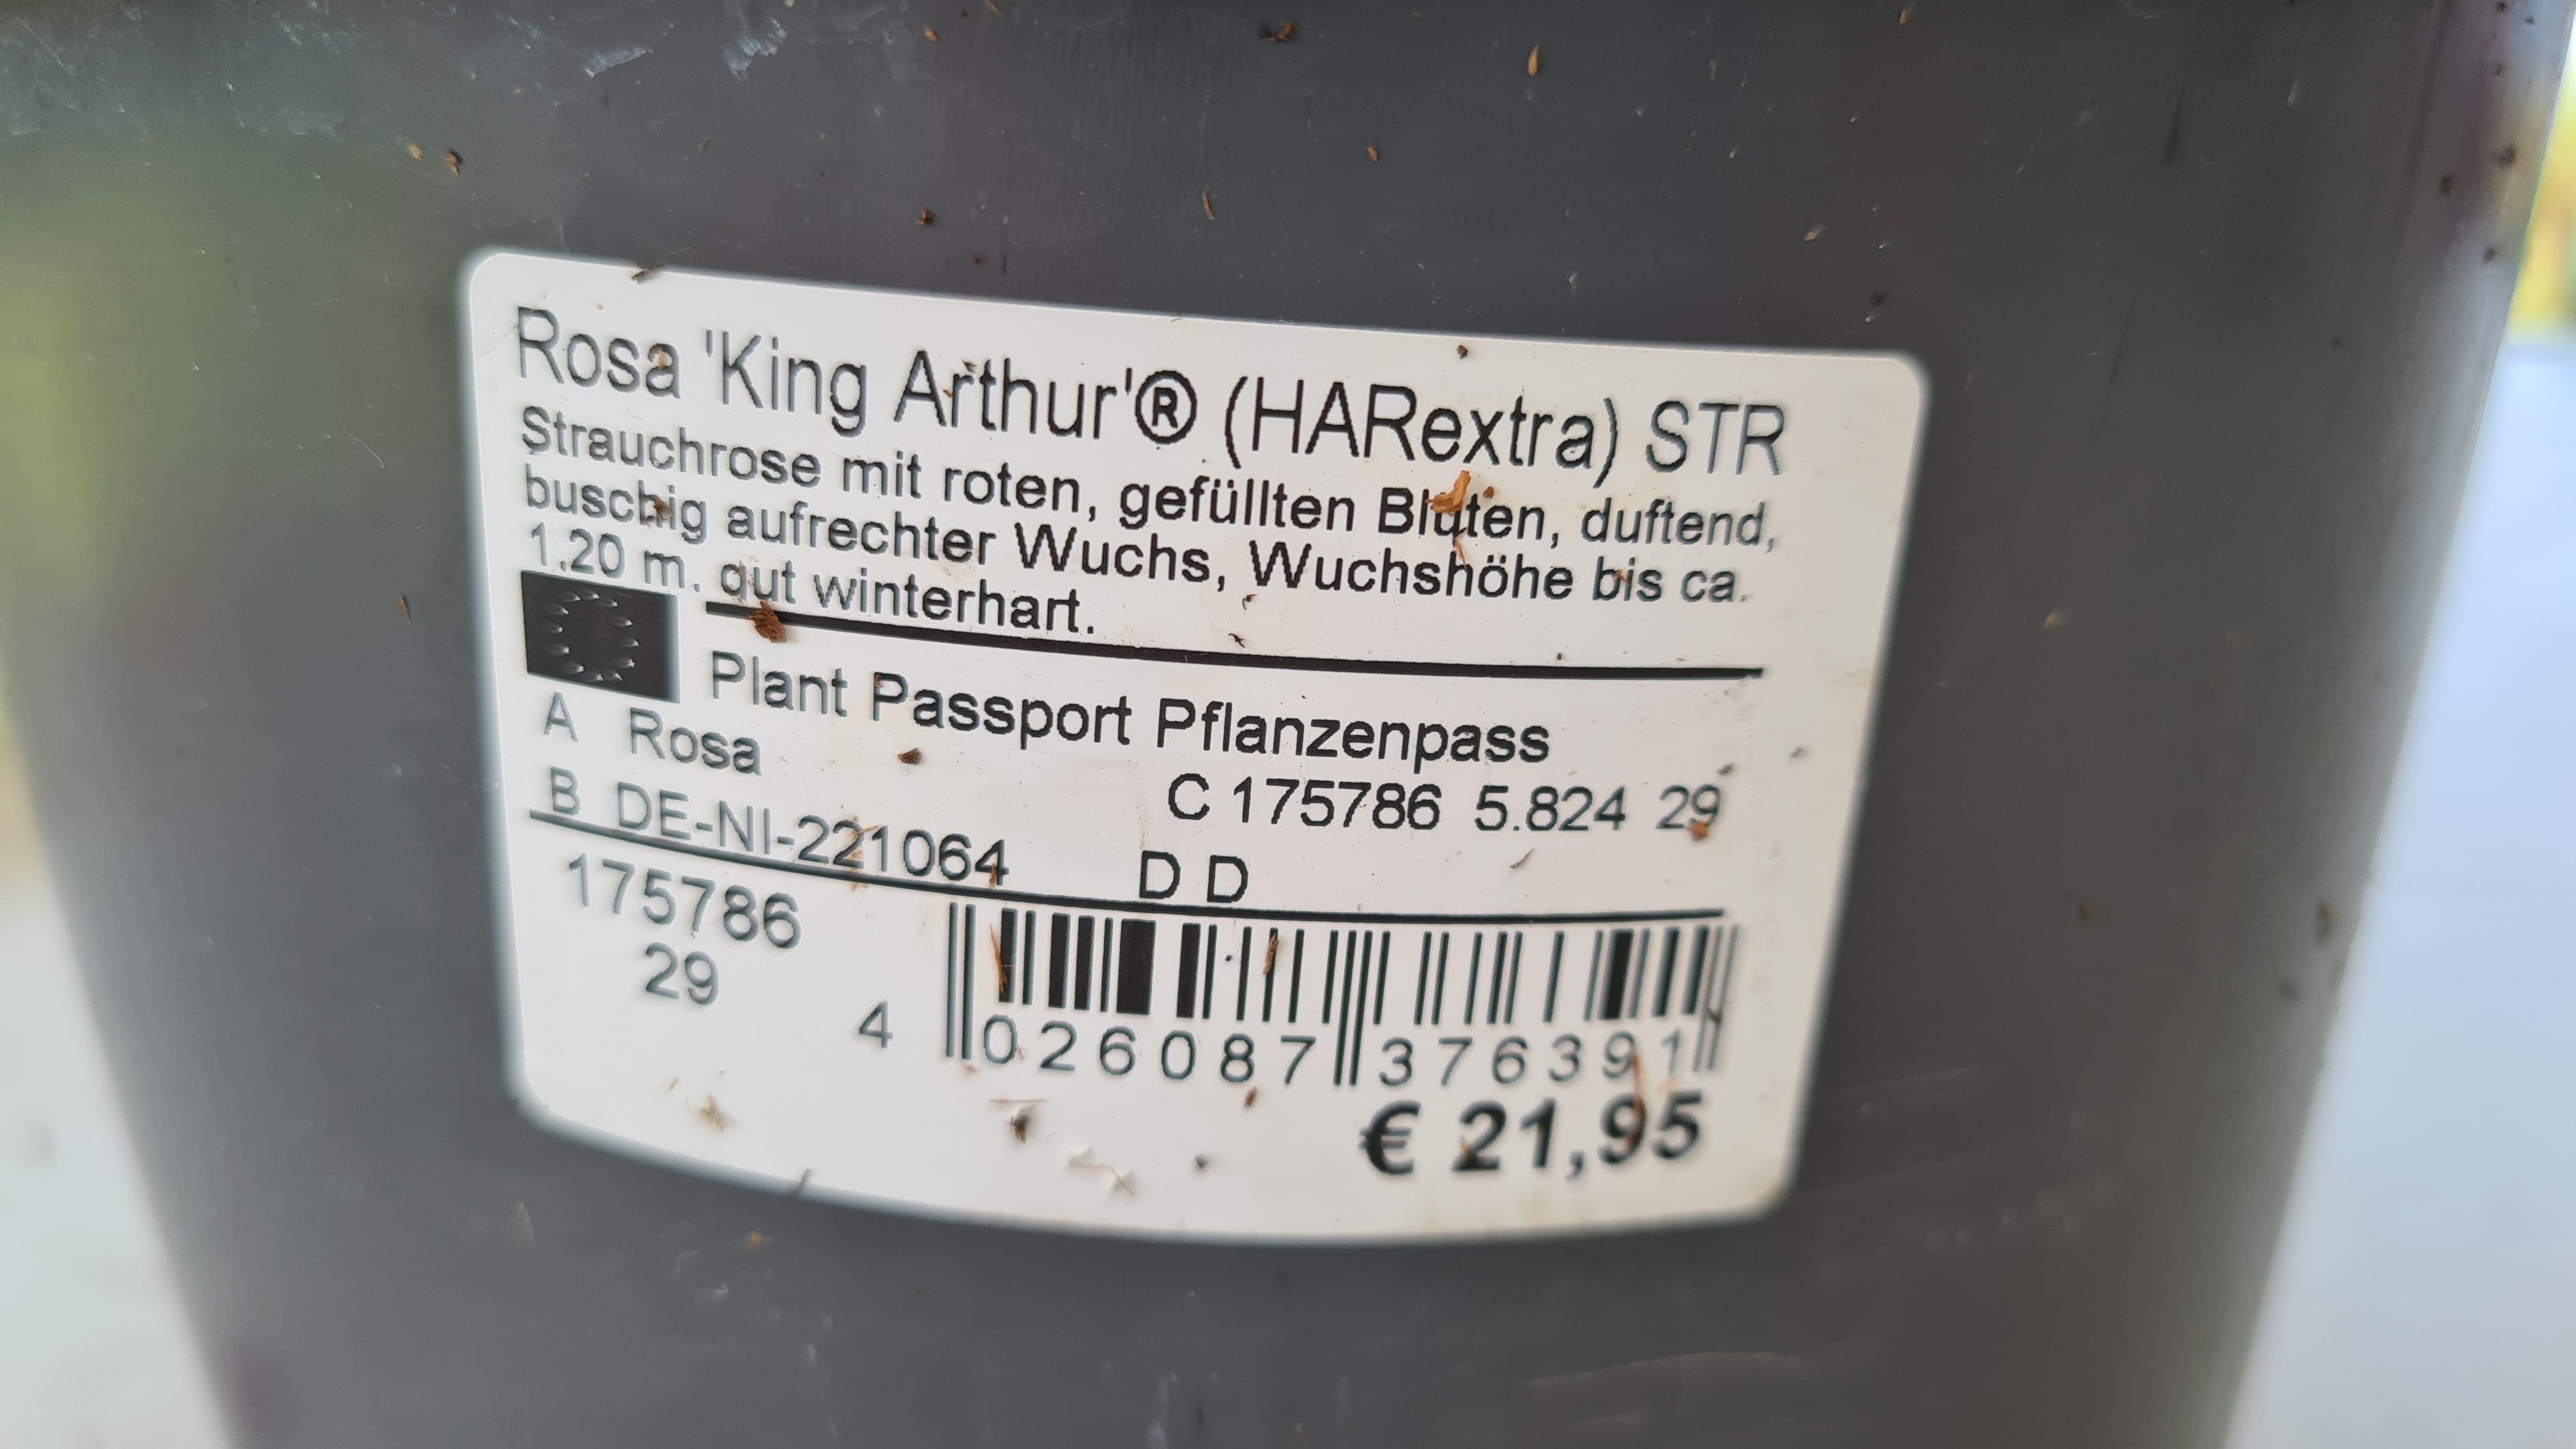 Rosa 'King Arthur'® (HARextra) STR
Strauchrose mit roten, gefüllten Blüten, duftend,
buschig aufrechter Wuchs, Wuchshöhe bis ca.
1.20 m. gut winterhart.
Plant Passport Pflanzenpass
A Rosa
C 175786 5.824 29
B DE-NI-221064 D D
175786
29
4 026087 376391
€ 21,95